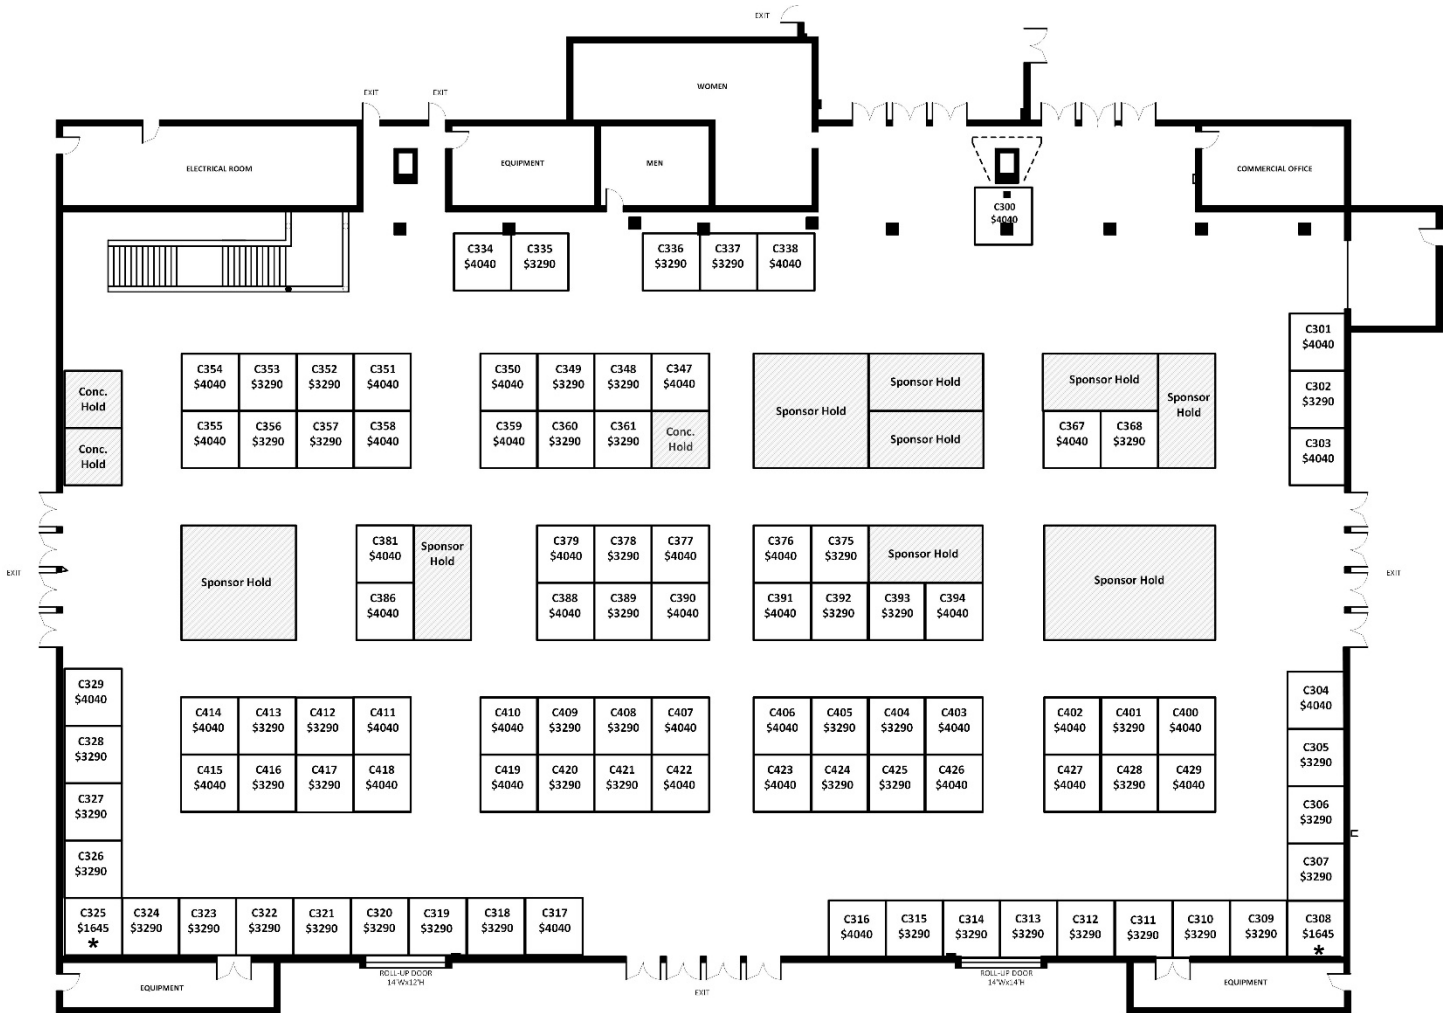 EXIT
WOMEN
EXIT
EXIT
ELECTRICAL ROOM
EQUIPMENT
MEN
COMMERCIAL OFFICE
C300
$4040
C334
$4040
C335
$3290
C336
$3290
C337
$3290
C338
$4040
C301
$4040
C302
$3290
C303
$4040
Conc.
Hold
Conc.
Hold
C354
$4040
C353
$3290
C352
$3290
C351
$4040
C355
$4040
C356
$3290
C357
$3290
C358
$4040
C350
$4040
C349
$3290
C348
$3290
C347
$4040
C359
$4040
C360
$3290
C361
$3290
Conc.
Hold
Sponsor Hold
Sponsor Hold
Sponsor Hold
Sponsor Hold
Sponsor
Hold
C367
$4040
C368
$3290
EXIT
Sponsor Hold
C381
$4040
Sponsor
Hold
C386
$4040
C379
$4040
C378
$3290
C377
$4040
C388
$4040
C389
$3290
C390
$4040
C376
$4040
C375
$3290
Sponsor Hold
C391
$4040
C392
$3290
C393
$3290
C394
$4040
Sponsor Hold
EXIT
C329
$4040
C328
$3290
C327
$3290
C326
$3290
C414
$4040
C413
$3290
C412
$3290
C411
$4040
C415
$4040
C416
$3290
C417
$3290
C418
$4040
C410
$4040
C409
$3290
C408
$3290
C407
$4040
C419
$4040
C420
$3290
C421
$3290
C422
$4040
C406
$4040
C405
$3290
C404
$3290
C403
$4040
C423
$4040
C424
$3290
C425
$3290
C426
$4040
C402
$4040
C401
$3290
C400
$4040
C427
$4040
C428
$3290
C429
$4040
C304
$4040
C305
$3290
C306
$3290
C307
$3290
C325
$1645
*
C324
$3290
C323
$3290
C322
$3290
C321
$3290
C320
$3290
C319
$3290
C318
$3290
C317
$4040
C316
$4040
C315
$3290
C314
$3290
C313
$3290
C312
$3290
C311
$3290
C310
$3290
C309
$3290
C308
$1645
*
EQUIPMENT
ROLL-UP DOOR
14'Wx12'H
EXIT
ROLL-UP DOOR
14'Wx14'H
EQUIPMENT